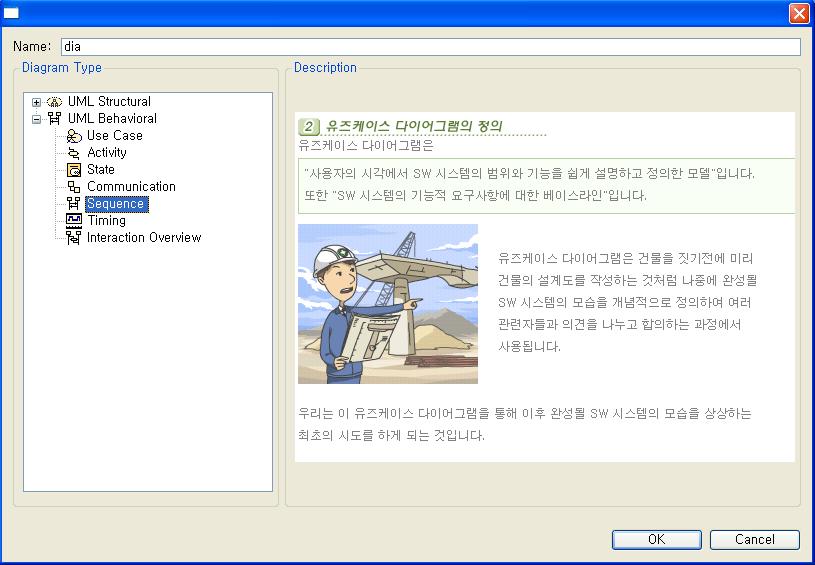 Name: dia
Diagram Type
UML Structural
UML Behavioral
Use Case
Activity
State
Communication
Sequence
Timing
Interaction Overview
Description
2 유즈케이스 다이어그램의 정의
유즈케이스 다이어그램은
"사용자의 시각에서 SW 시스템의 범위와 기능을 쉽게 설명하고 정의한 모델"입니다.
또한 "SW 시스템의 기능적 요구사항에 대한 베이스라인"입니다.
유즈케이스 다이어그램은 건물을 짓기전에 미리
건물의 설계도를 작성하는 것처럼 나중에 완성될
SW 시스템의 모습을 개념적으로 정의하여 여러
관련자들과 의견을 나누고 합의하는 과정에서
사용됩니다.
우리는 이 유즈케이스 다이어그램을 통해 이후 완성될 SW 시스템의 모습을 상상하는
최초의 시도를 하게 되는 것입니다.
OK Cancel